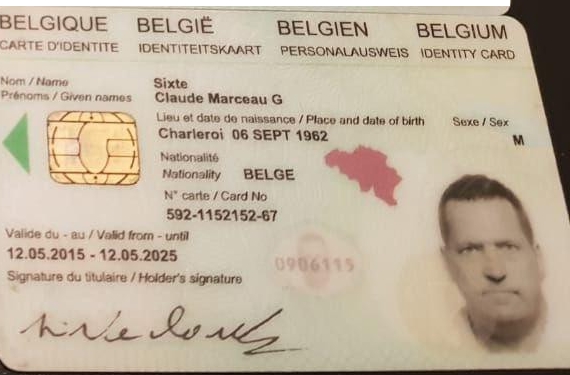 BELGIQUE BELGIË BELGIEN BELGIUM
CARTE D'IDENTITE IDENTITEITSKAART PERSONALAUSWEIS IDENTITY CARD
Nom / Name Sixte
Prénoms / Given names Claude Marceau G
Lieu et date de naissance / Place and date of birth Sexe / Sex
Charleroi 06 SEPT 1962 M
Nationalité
Nationality BELGE
N° carte / Card No
592-1152152-67
Valide du - au / Valid from - until
12.05.2015 - 12.05.2025
0906115
Signature du titulaire / Holder's signature